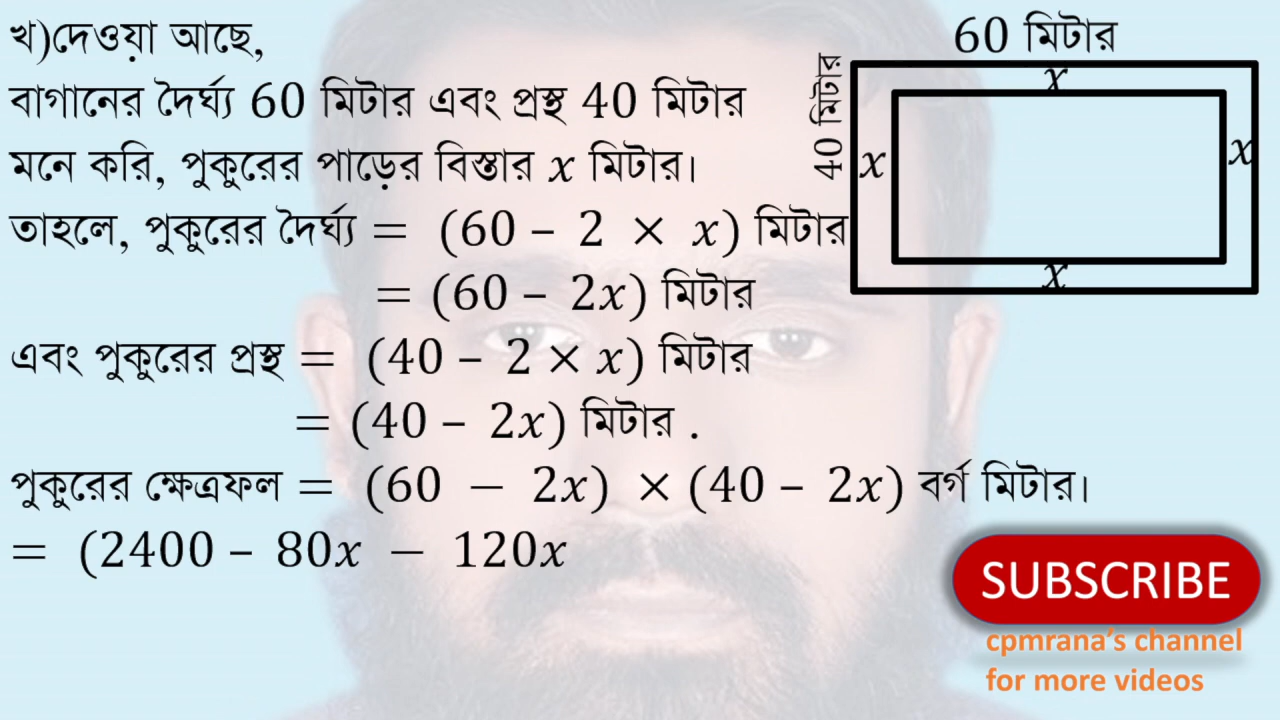 খ)দেওয়া আছে,
বাগানের দৈর্ঘ্য 60 মিটার এবং প্রস্থ 40 মিটার
মনে করি, পুকুরের পাড়ের বিস্তার x মিটার।
তাহলে, পুকুরের দৈর্ঘ্য = (60 – 2 × x) মিটার
= (60 – 2x) মিটার
এবং পুকুরের প্রস্থ = (40 – 2 × x) মিটার
= (40 – 2x) মিটার .
পুকুরের ক্ষেত্রফল = (60 − 2x) × (40 – 2x) বর্গ মিটার।
= (2400 – 80x − 120x
60 মিটার
40 মিটার
x
x
x
x
SUBSCRIBE
cpmrana’s channel
for more videos